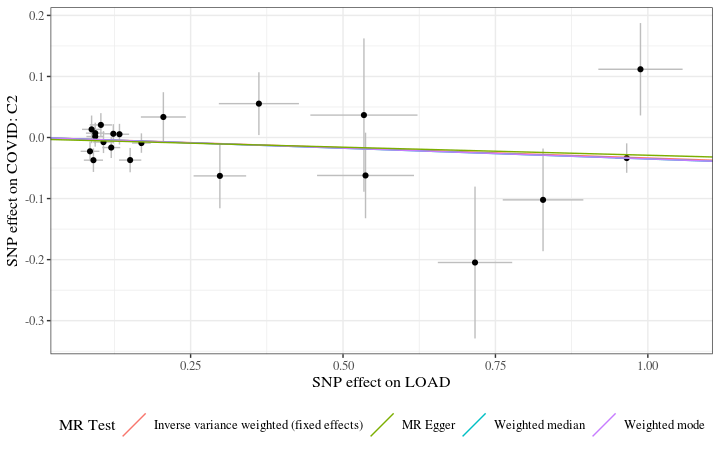 0.2
0.1
0.0
-0.1
-0.2
-0.3
SNP effect on COVID: C2
0.25 0.50 0.75 1.00
SNP effect on LOAD
MR Test Inverse variance weighted (fixed effects) MR Egger Weighted median Weighted mode